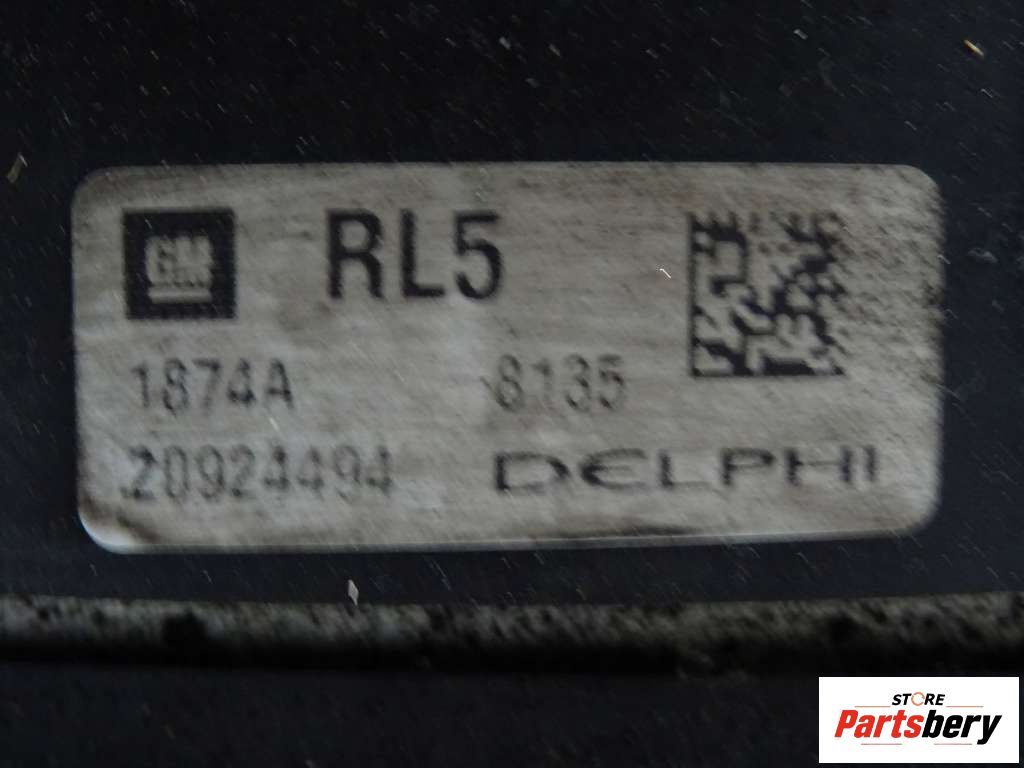 GM RL5
1874A 8135
20924494 DELPHI
STORE
Partsbery